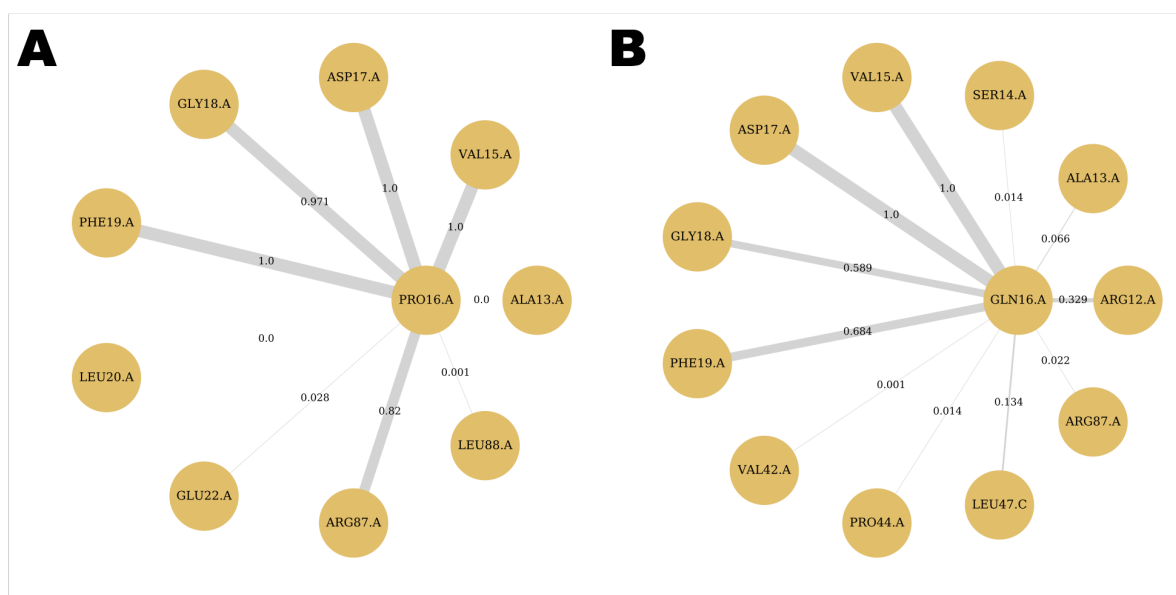 A
ASP17.A
GLY18.A
VAL15.A
PHE19.A
1.0
0.971
1.0
1.0
PRO16.A
0.0
ALA13.A
0.0
LEU20.A
0.001
0.028
0.82
LEU88.A
GLU22.A
ARG87.A
B
VAL15.A
SER14.A
ASP17.A
ALA13.A
1.0
0.014
1.0
GLY18.A
0.066
0.589
GLN16.A
0.329
ARG12.A
0.684
PHE19.A
0.022
0.001
0.134
0.014
ARG87.A
VAL42.A
LEU47.C
PRO44.A